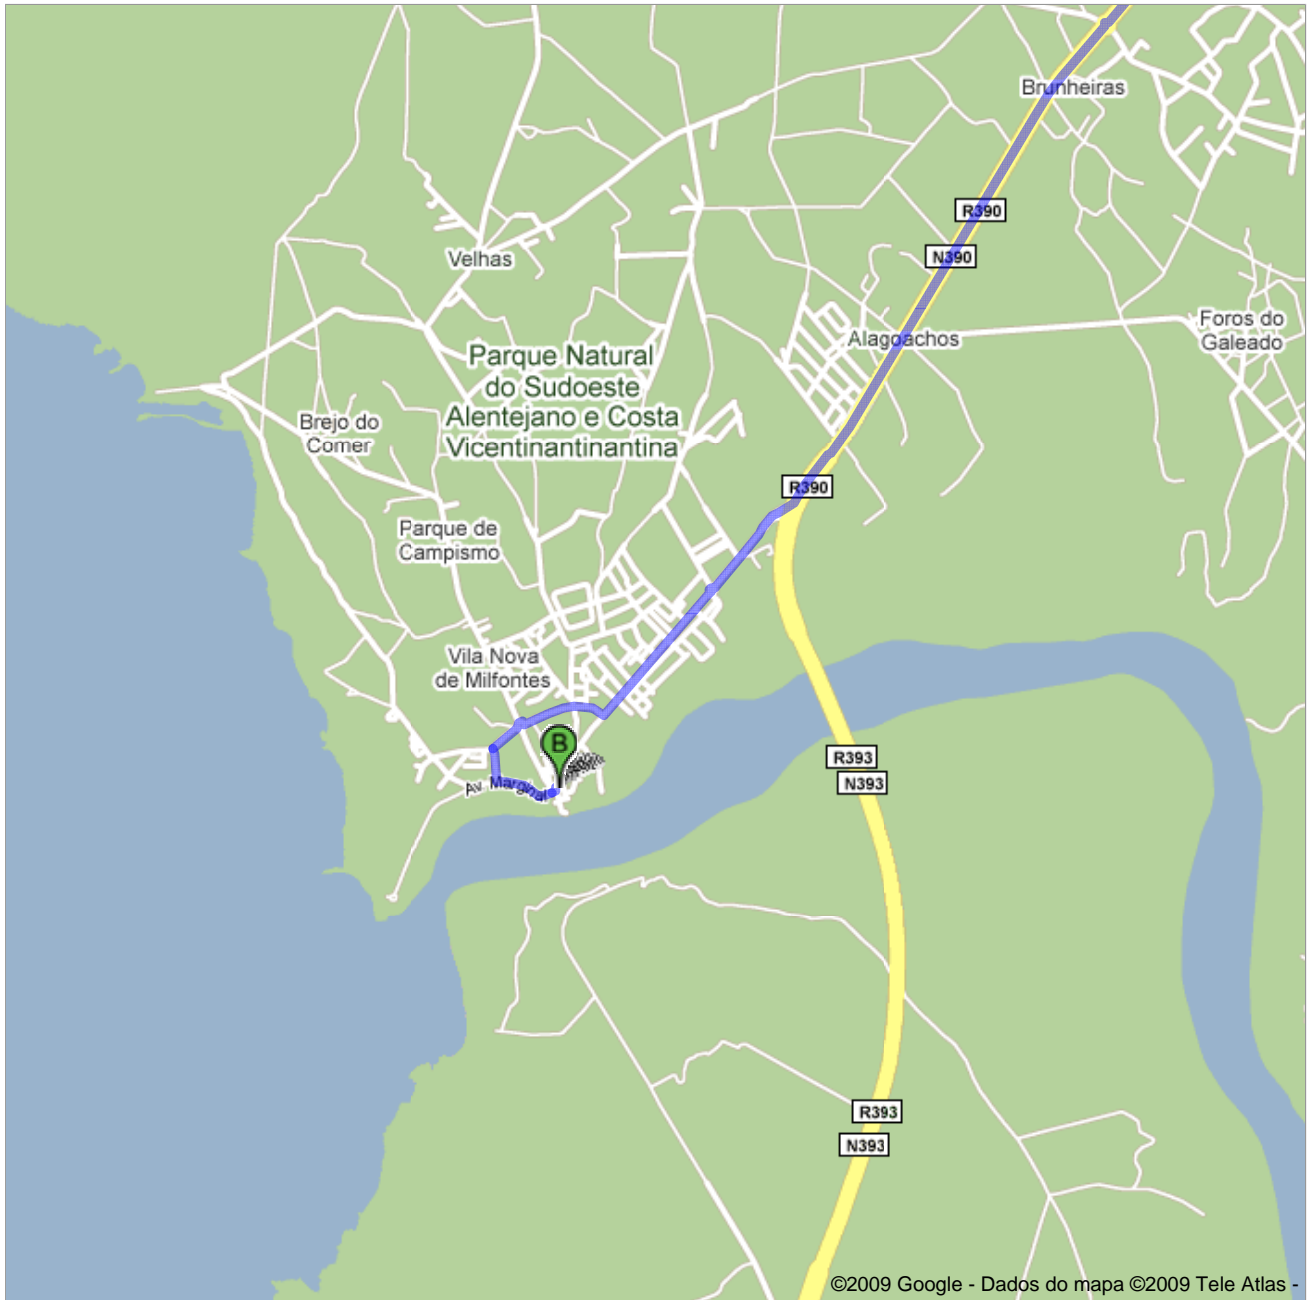 Brunheiras
R390
N390
Velhas
Foros do
Galeado
Alagoachos
Parque Natural
do Sudoeste
Alentejano e Costa
Vicentinantinantina
Brejo do
Comer
R390
Parque de
Campismo
Vila Nova
de Milfontes
B
R393
N393
Av Marginal
R393
N393
©2009 Google - Dados do mapa ©2009 Tele Atlas -